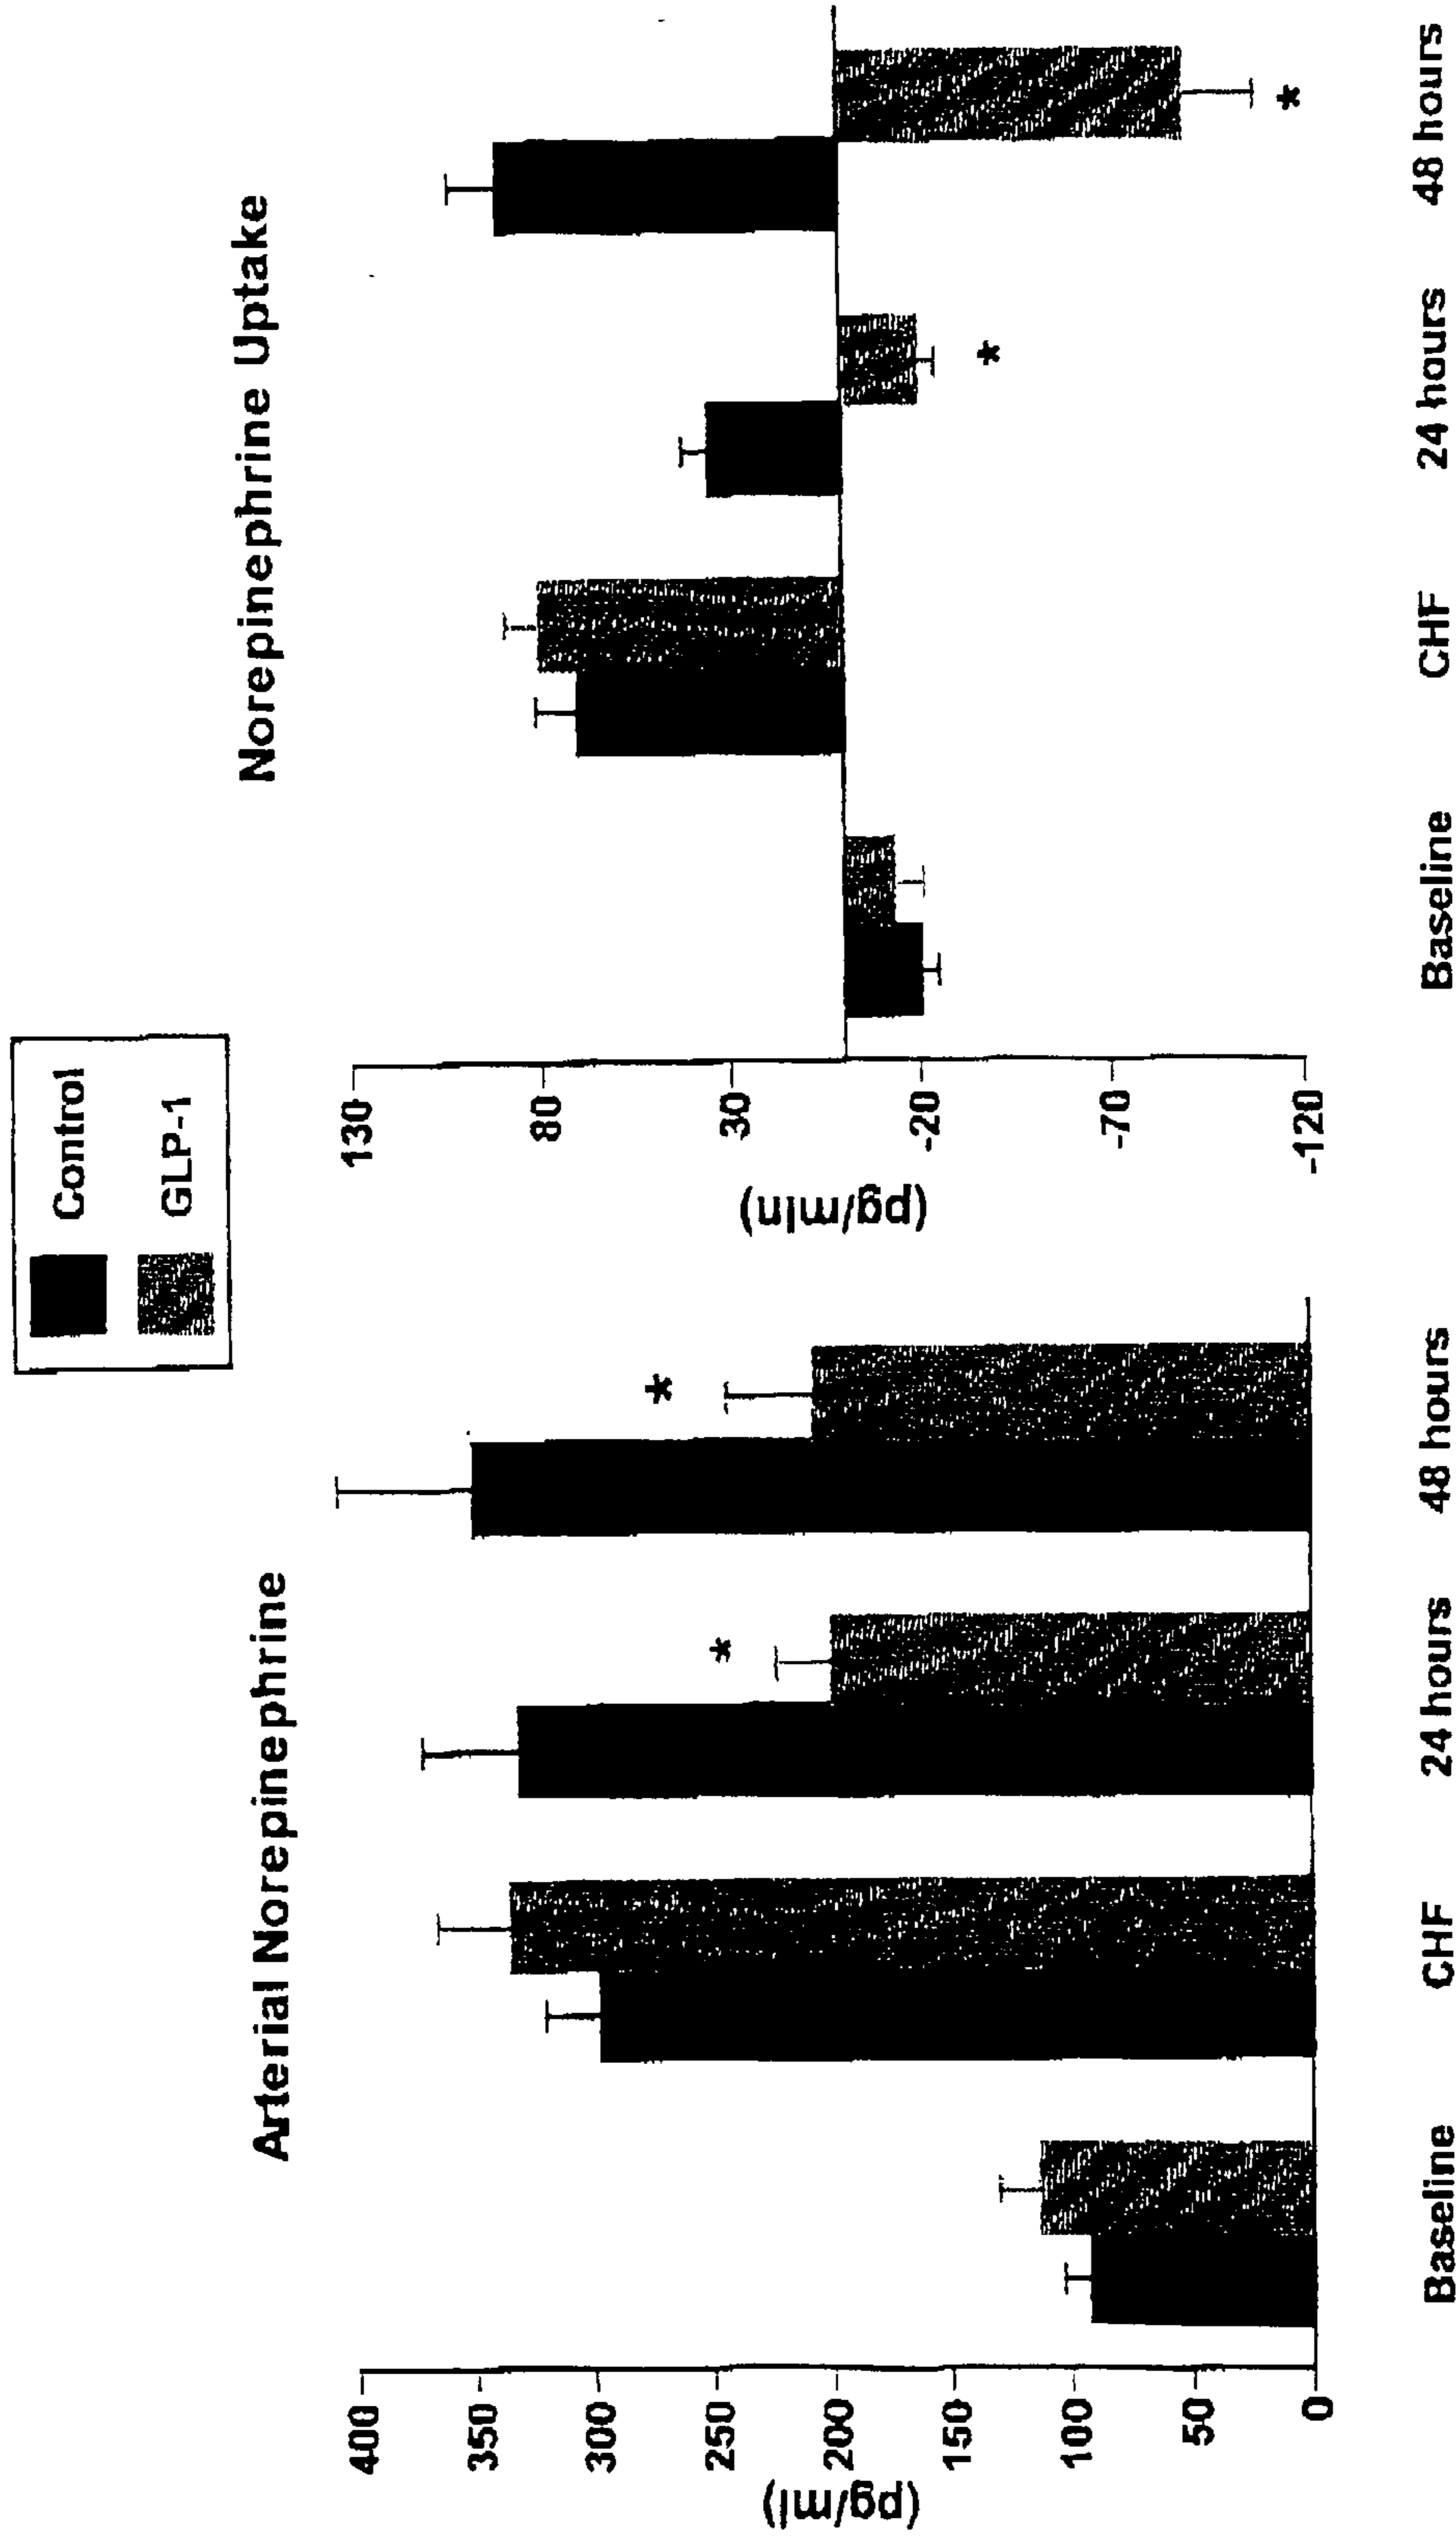 Control
GLP-1
Arterial Norepinephrine
400
350
300
250
200
150
100
50
0
(pg/ml)
*
*
Baseline CHF 24 hours 48 hours
Norepinephrine Uptake
130
80
30
-20
-70
-120
(pg/min)
*
*
Baseline CHF 24 hours 48 hours